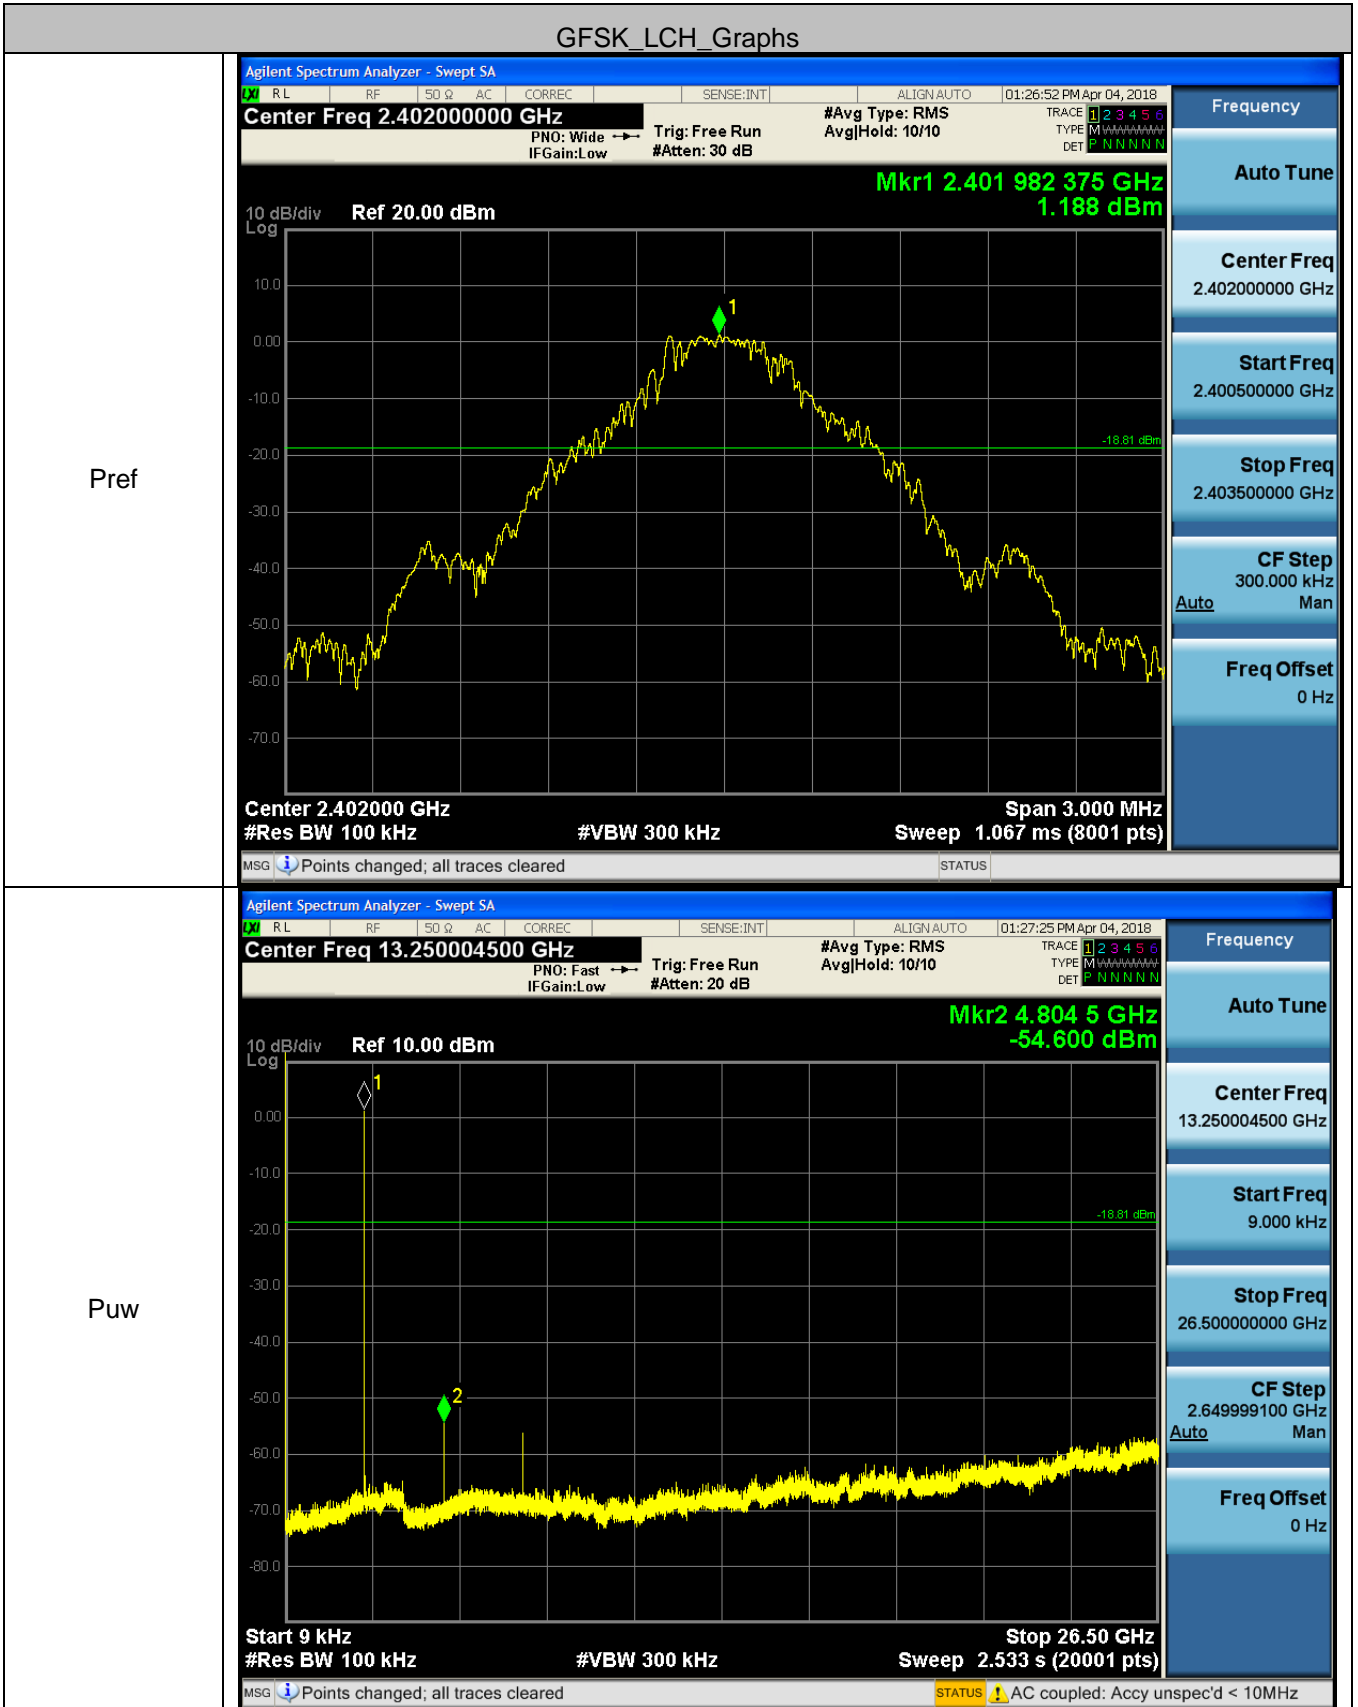 GFSK_LCH_Graphs
Pref
Agilent Spectrum Analyzer - Swept SA
LXI RL RF 50 Ω AC CORREC SENSE:INT ALIGN AUTO 01:26:52 PM Apr 04, 2018
Center Freq 2.402000000 GHz
PNO: Wide
IFGain:Low
Trig: Free Run
#Atten: 30 dB
#Avg Type: RMS
Avg|Hold: 10/10
TRACE 1 2 3 4 5 6
TYPE M WWWWW
DET P N N N N N
Mkr1 2.401 982 375 GHz
1.188 dBm
10 dB/div
Log
Ref 20.00 dBm
10.0
0.00
-10.0
-20.0
-30.0
-40.0
-50.0
-60.0
-70.0
1
-18.81 dBm
Center 2.402000 GHz
#Res BW 100 kHz
#VBW 300 kHz
Span 3.000 MHz
Sweep 1.067 ms (8001 pts)
MSG Points changed; all traces cleared
STATUS
Frequency
Auto Tune
Center Freq
2.402000000 GHz
Start Freq
2.400500000 GHz
Stop Freq
2.403500000 GHz
CF Step
300.000 kHz
Auto Man
Freq Offset
0 Hz
Puw
Agilent Spectrum Analyzer - Swept SA
LXI RL RF 50 Ω AC CORREC SENSE:INT ALIGN AUTO 01:27:25 PM Apr 04, 2018
Center Freq 13.250004500 GHz
PNO: Fast
IFGain:Low
Trig: Free Run
#Atten: 20 dB
#Avg Type: RMS
Avg|Hold: 10/10
TRACE 1 2 3 4 5 6
TYPE M WWWWW
DET P N N N N N
Mkr2 4.804 5 GHz
-54.600 dBm
10 dB/div
Log
Ref 10.00 dBm
0.00
-10.0
-20.0
-30.0
-40.0
-50.0
-60.0
-70.0
-80.0
1
2
-18.81 dBm
Start 9 kHz
#Res BW 100 kHz
#VBW 300 kHz
Stop 26.50 GHz
Sweep 2.533 s (20001 pts)
MSG Points changed; all traces cleared
STATUS AC coupled: Accy unspec'd < 10MHz
Frequency
Auto Tune
Center Freq
13.250004500 GHz
Start Freq
9.000 kHz
Stop Freq
26.500000000 GHz
CF Step
2.649999100 GHz
Auto Man
Freq Offset
0 Hz